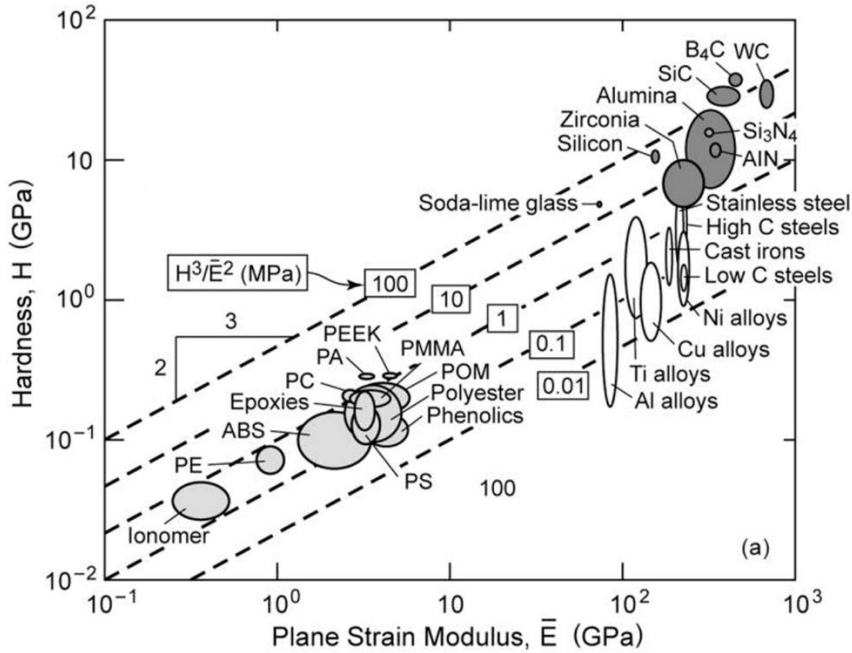 10²
B₄C WC
SiC
Alumina
Zirconia
Si₃N₄
Silicon
AlN
10
Soda-lime glass
Stainless steel
High C steels
Cast irons
Low C steels
H³/E̅² (MPa)
100
10
10⁰
1
Ni alloys
3
2
PEEK
PA
PMMA
0.1
Cu alloys
POM
Ti alloys
PC
Polyester
0.01
Epoxies
Al alloys
Phenolics
ABS
10⁻¹
PE
PS
100
Ionomer
(a)
10⁻²
10⁻¹
10⁰
10
10²
10³
Hardness, H (GPa)
Plane Strain Modulus, E̅ (GPa)